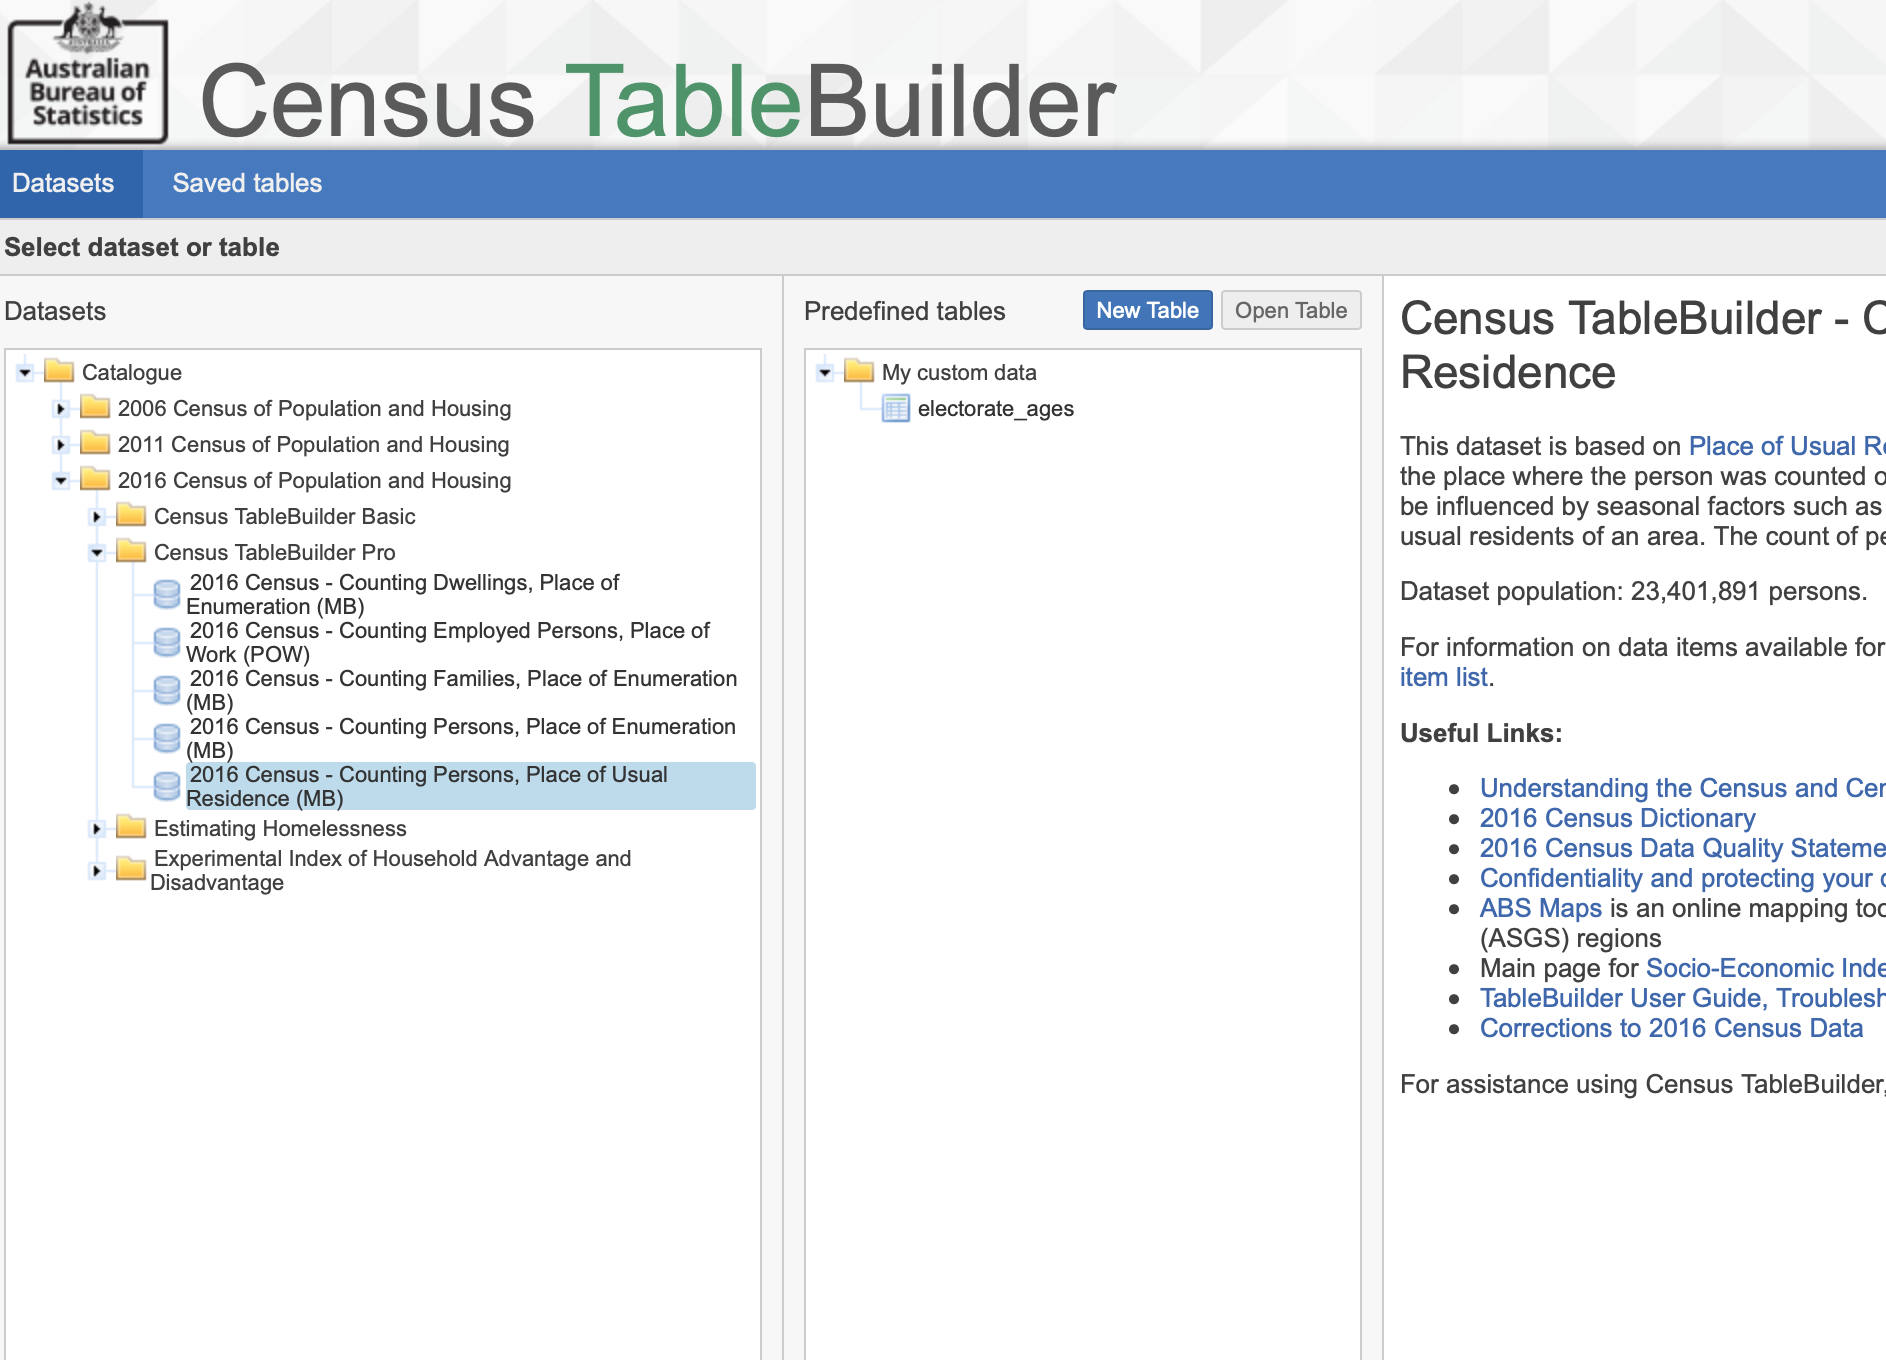 Australian
Bureau of
Statistics
Census TableBuilder
Datasets
Saved tables
Select dataset or table
Datasets
Catalogue
2006 Census of Population and Housing
2011 Census of Population and Housing
2016 Census of Population and Housing
Census TableBuilder Basic
Census TableBuilder Pro
2016 Census - Counting Dwellings, Place of
Enumeration (MB)
2016 Census - Counting Employed Persons, Place of
Work (POW)
2016 Census - Counting Families, Place of Enumeration
(MB)
2016 Census - Counting Persons, Place of Enumeration
(MB)
2016 Census - Counting Persons, Place of Usual
Residence (MB)
Estimating Homelessness
Experimental Index of Household Advantage and
Disadvantage
Predefined tables
New Table
Open Table
My custom data
electorate_ages
Census TableBuilder - C
Residence
This dataset is based on Place of Usual Re
the place where the person was counted o
be influenced by seasonal factors such as
usual residents of an area. The count of pe
Dataset population: 23,401,891 persons.
For information on data items available for
item list.
Useful Links:
Understanding the Census and Cen
2016 Census Dictionary
2016 Census Data Quality Stateme
Confidentiality and protecting your c
ABS Maps is an online mapping too
(ASGS) regions
Main page for Socio-Economic Inde
TableBuilder User Guide, Troublesh
Corrections to 2016 Census Data
For assistance using Census TableBuilder,